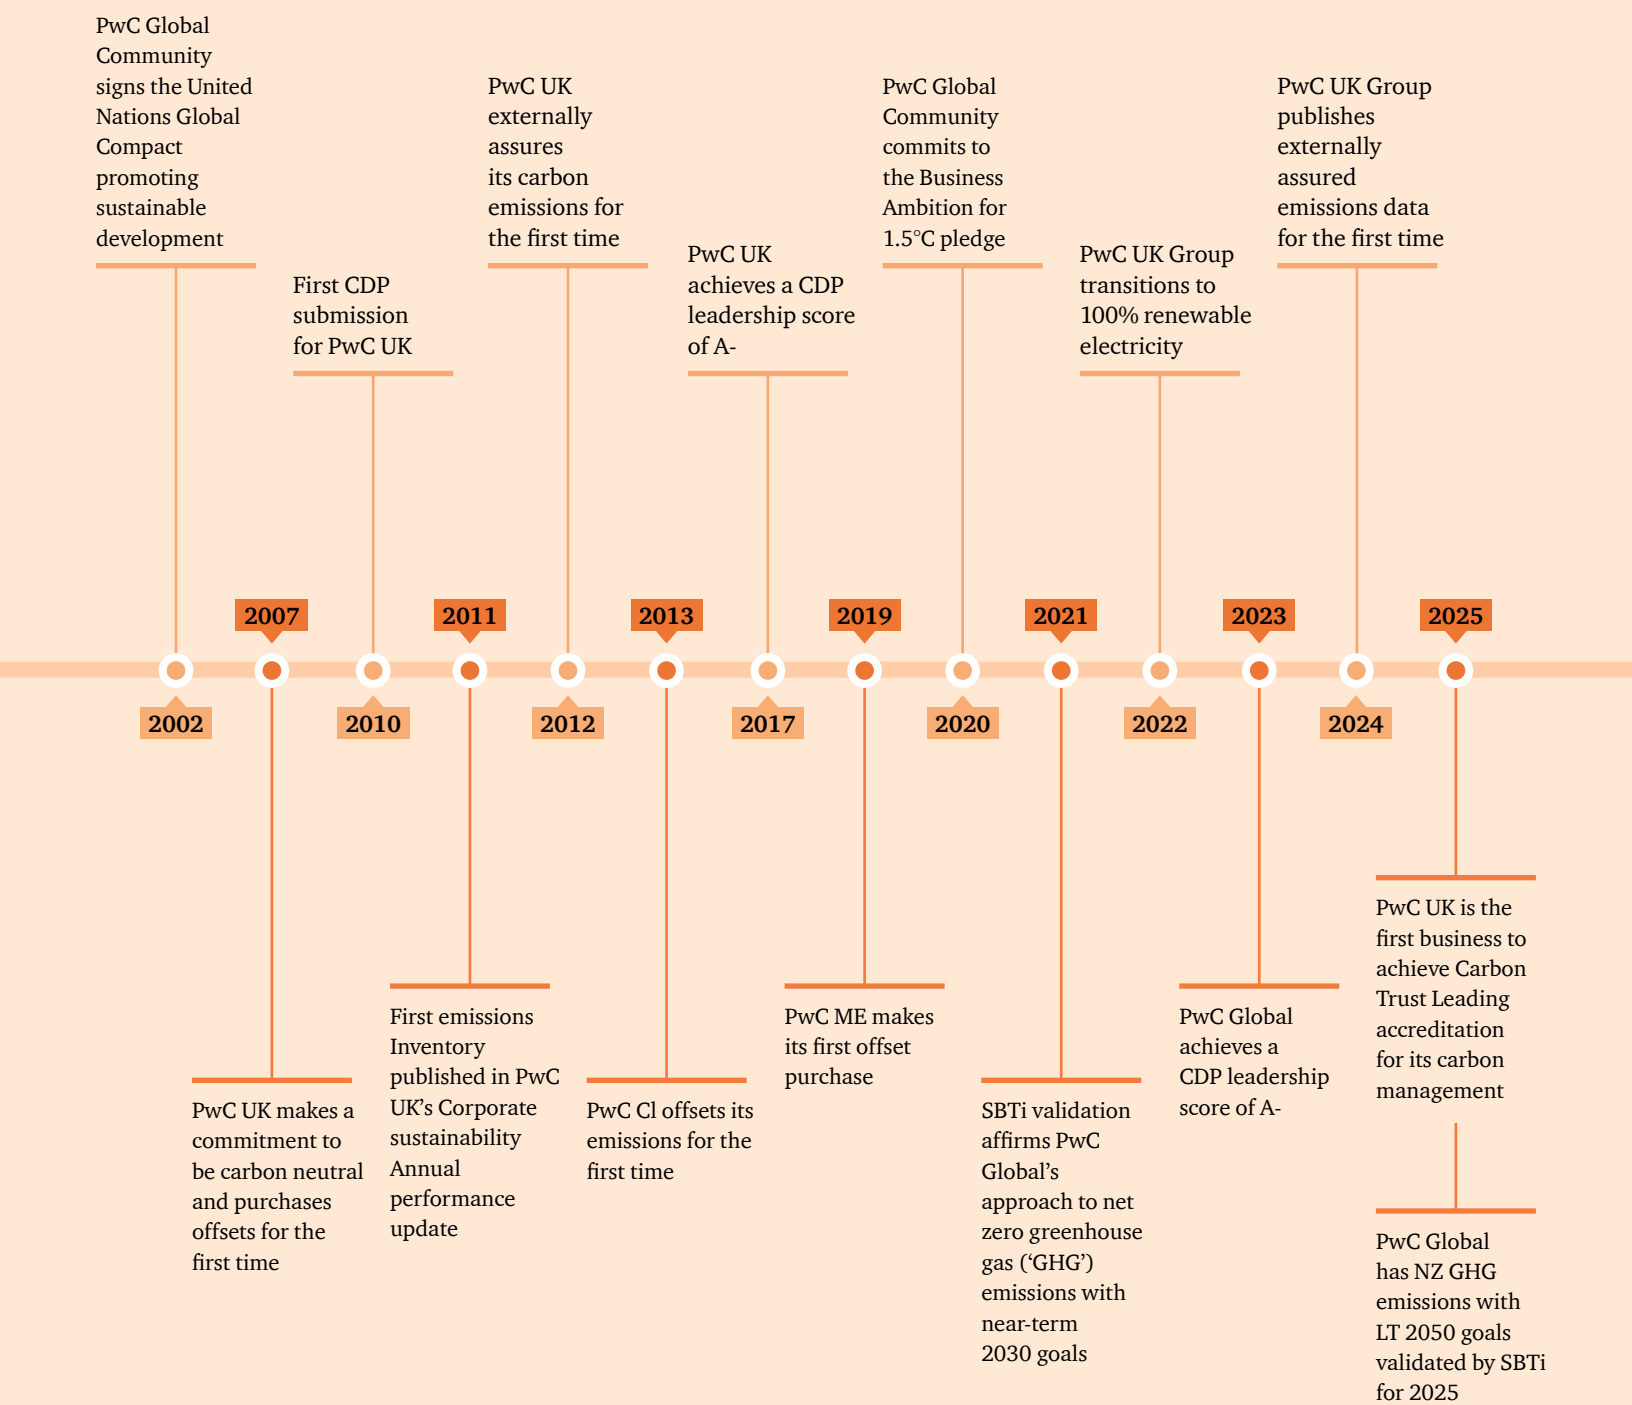 PwC Global
Community
signs the United
Nations Global
Compact
promoting
sustainable
development
2002
2007
PwC UK makes a
commitment to
be carbon neutral
and purchases
offsets for the
first time
First CDP
submission
for PwC UK
2010
2011
First emissions
Inventory
published in PwC
UK’s Corporate
sustainability
Annual
performance
update
PwC UK
externally
assures
its carbon
emissions for
the first time
2012
2013
PwC Cl offsets its
emissions for the
first time
PwC UK
achieves a CDP
leadership score
of A-
2017
2019
PwC ME makes
its first offset
purchase
PwC Global
Community
commits to
the Business
Ambition for
1.5°C pledge
2020
2021
SBTi validation
affirms PwC
Global’s
approach to net
zero greenhouse
gas (‘GHG’)
emissions with
near-term
2030 goals
PwC UK Group
transitions to
100% renewable
electricity
2022
2023
PwC Global
achieves a
CDP leadership
score of A-
PwC UK Group
publishes
externally
assured
emissions data
for the first time
2024
2025
PwC UK is the
first business to
achieve Carbon
Trust Leading
accreditation
for its carbon
management
PwC Global
has NZ GHG
emissions with
LT 2050 goals
validated by SBTi
for 2025